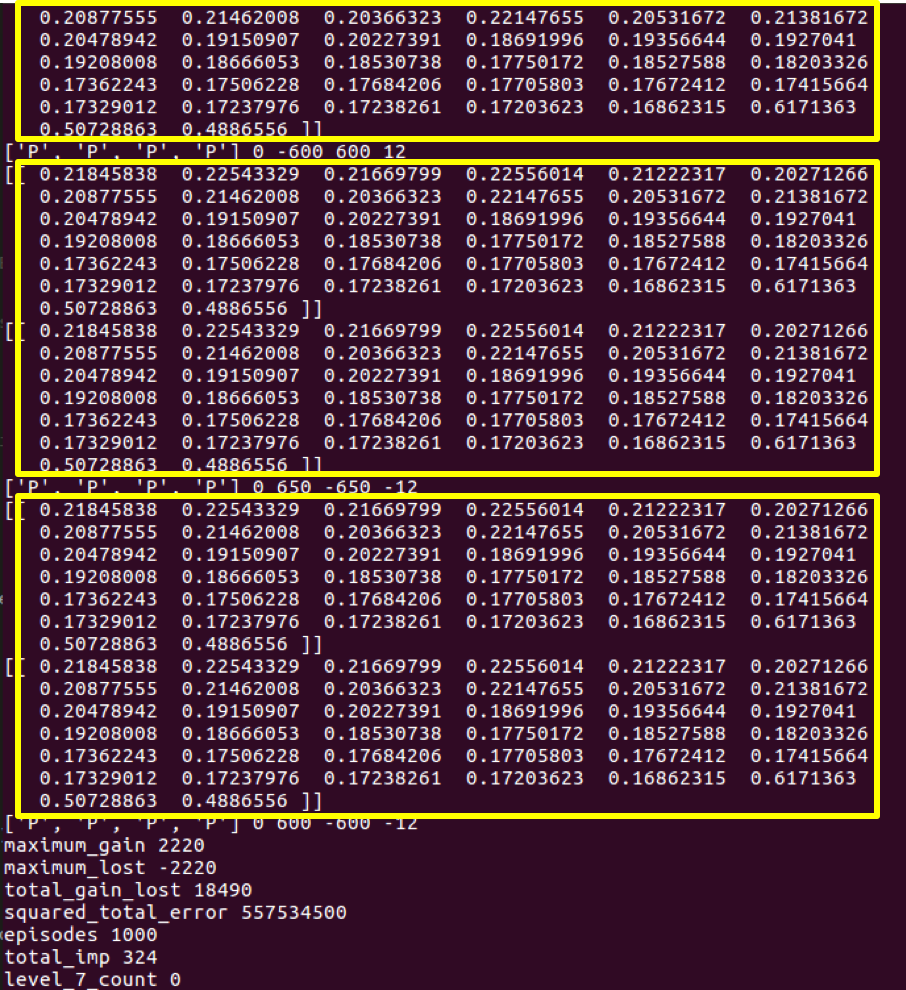 0.20877555 0.21462008 0.20366323 0.22147655 0.20531672 0.21381672
0.20478942 0.19150907 0.20227391 0.18691996 0.19356644 0.1927041
0.19208008 0.18666053 0.18530738 0.17750172 0.18527588 0.18203326
0.17362243 0.17506228 0.17684206 0.17705803 0.17672412 0.17415664
0.17329012 0.17237976 0.17238261 0.17203623 0.16862315 0.6171363
0.50728863 0.4886556 ]]
['P', 'P', 'P', 'P'] 0 -600 600 12
[[ 0.21845838 0.22543329 0.21669799 0.22556014 0.21222317 0.20271266
0.20877555 0.21462008 0.20366323 0.22147655 0.20531672 0.21381672
0.20478942 0.19150907 0.20227391 0.18691996 0.19356644 0.1927041
0.19208008 0.18666053 0.18530738 0.17750172 0.18527588 0.18203326
0.17362243 0.17506228 0.17684206 0.17705803 0.17672412 0.17415664
0.17329012 0.17237976 0.17238261 0.17203623 0.16862315 0.6171363
0.50728863 0.4886556 ]]
[[ 0.21845838 0.22543329 0.21669799 0.22556014 0.21222317 0.20271266
0.20877555 0.21462008 0.20366323 0.22147655 0.20531672 0.21381672
0.20478942 0.19150907 0.20227391 0.18691996 0.19356644 0.1927041
0.19208008 0.18666053 0.18530738 0.17750172 0.18527588 0.18203326
0.17362243 0.17506228 0.17684206 0.17705803 0.17672412 0.17415664
0.17329012 0.17237976 0.17238261 0.17203623 0.16862315 0.6171363
0.50728863 0.4886556 ]]
['P', 'P', 'P', 'P'] 0 650 -650 -12
[[ 0.21845838 0.22543329 0.21669799 0.22556014 0.21222317 0.20271266
0.20877555 0.21462008 0.20366323 0.22147655 0.20531672 0.21381672
0.20478942 0.19150907 0.20227391 0.18691996 0.19356644 0.1927041
0.19208008 0.18666053 0.18530738 0.17750172 0.18527588 0.18203326
0.17362243 0.17506228 0.17684206 0.17705803 0.17672412 0.17415664
0.17329012 0.17237976 0.17238261 0.17203623 0.16862315 0.6171363
0.50728863 0.4886556 ]]
[[ 0.21845838 0.22543329 0.21669799 0.22556014 0.21222317 0.20271266
0.20877555 0.21462008 0.20366323 0.22147655 0.20531672 0.21381672
0.20478942 0.19150907 0.20227391 0.18691996 0.19356644 0.1927041
0.19208008 0.18666053 0.18530738 0.17750172 0.18527588 0.18203326
0.17362243 0.17506228 0.17684206 0.17705803 0.17672412 0.17415664
0.17329012 0.17237976 0.17238261 0.17203623 0.16862315 0.6171363
0.50728863 0.4886556 ]]
['P', 'P', 'P', 'P'] 0 600 -600 -12
maximum_gain 2220
maximum_lost -2220
total_gain_lost 18490
squared_total_error 557534500
episodes 1000
total_imp 324
level_7_count 0